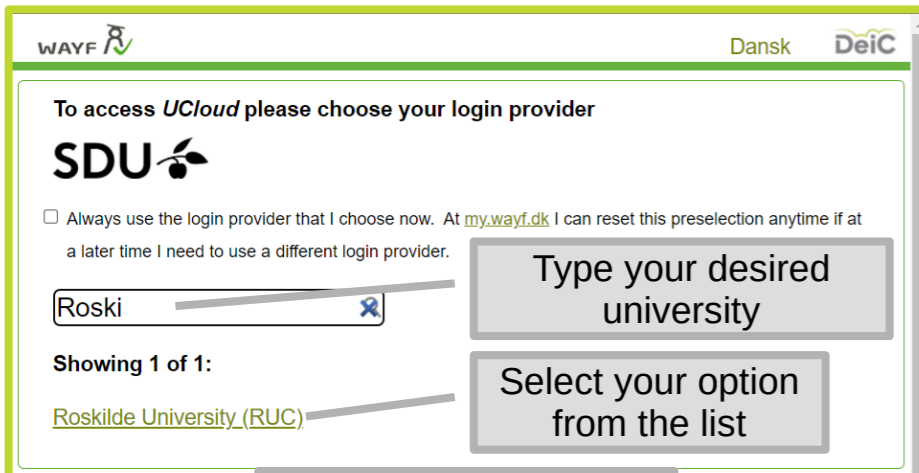 WAYF
Dansk
DeiC
To access UCloud please choose your login provider
SDU
Always use the login provider that I choose now. At my.wayf.dk I can reset this preselection anytime if at
a later time I need to use a different login provider.
Type your desired
university
Roski
Showing 1 of 1:
Select your option
from the list
Roskilde University (RUC)